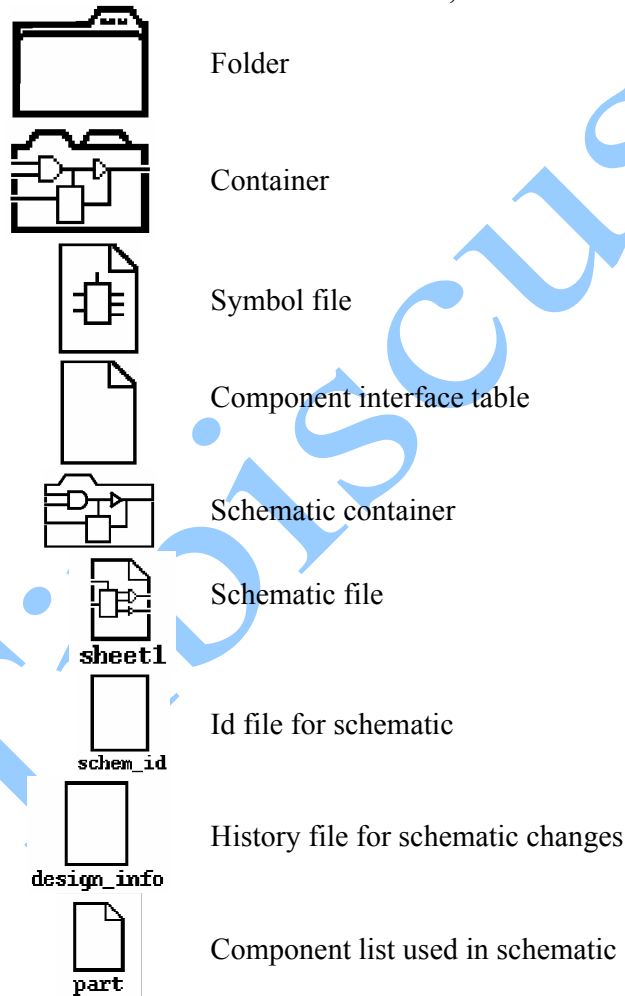 Folder
Container
Symbol file
Component interface table
Schematic container
Schematic file
sheet1
Id file for schematic
schem_id
History file for schematic changes
design_info
Component list used in schematic
part